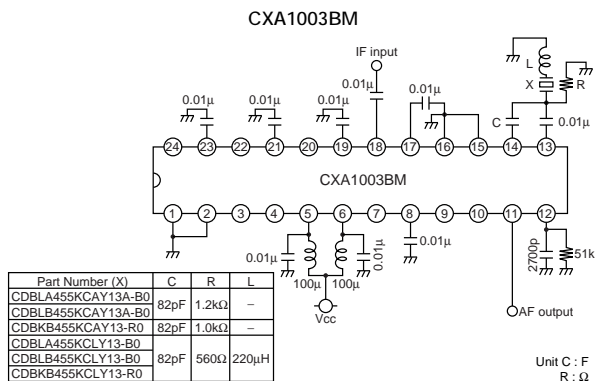 CXA1003BM
IF input
L
X
R
0.01μ
0.01μ
0.01μ
0.01μ
0.01μ
C
0.01μ
24 23 22 21 20 19 18 17 16 15 14 13
CXA1003BM
1 2 3 4 5 6 7 8 9 10 11 12
0.01μ
100μ
100μ
0.01μ
0.01μ
2700p
51k
Vcc
AF output
Part Number (X) C R L
CDBLA455KCAY13A-B0
CDBLB455KCAY13A-B0
82pF 1.2kΩ –
CDBKB455KCAY13-R0 82pF 1.0kΩ –
CDBLA455KCLY13-B0
CDBLB455KCLY13-B0
82pF 560Ω 220μH
CDBKB455KCLY13-R0
Unit C : F
R : Ω